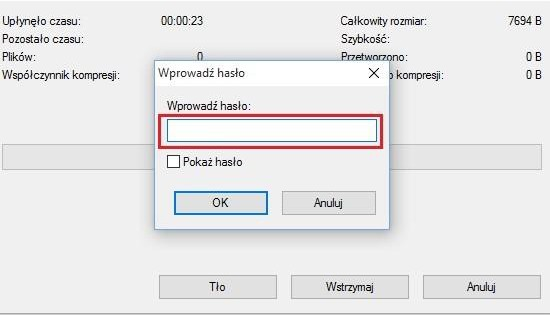 Upłynęło czasu: 00:00:23 Całkowity rozmiar: 7694 B
Pozostało czasu: Szybkość:
Plików: 0 Przetworzono: 0 B
Współczynnik kompresji: kompresji: 0 B
Wprowadź hasło
Wprowadź hasło:
Pokaż hasło
OK Anuluj
Tło Wstrzymaj Anuluj